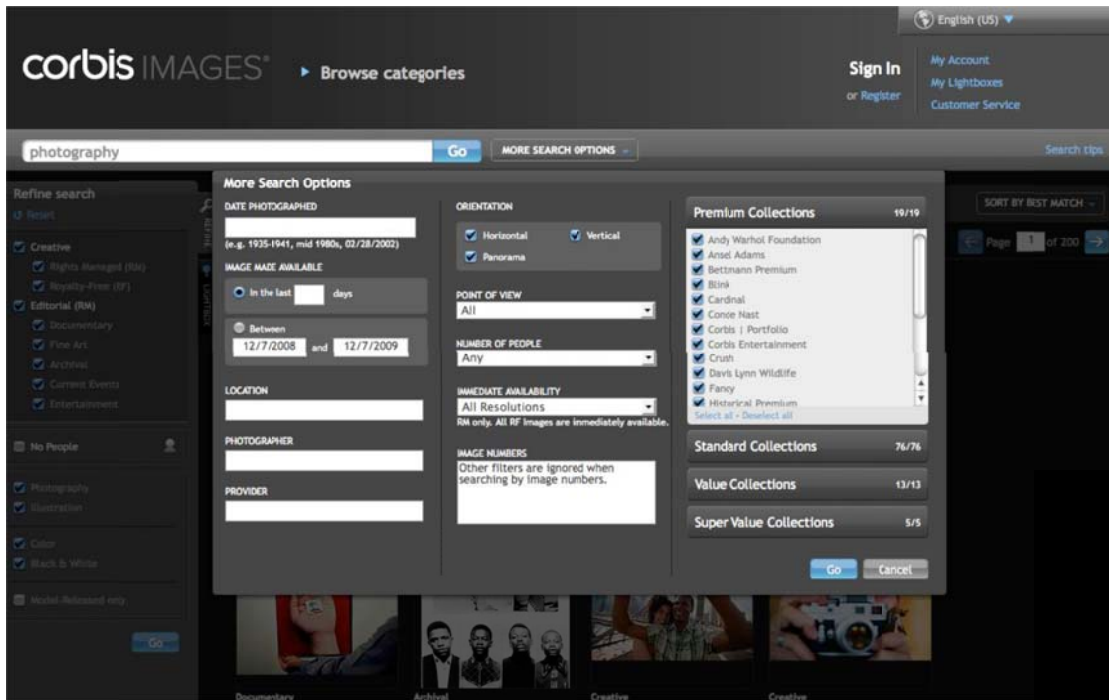 English (US)
corbis IMAGES®
Browse categories
Sign In
or Register
My Account
My Lightboxes
Customer Service
photography
Go
MORE SEARCH OPTIONS
Search tips
Refine search
Reset
Creative
Rights Managed (RM)
Royalty-Free (RF)
Editorial (RM)
Documentary
Fine Art
Archival
Current Events
Entertainment
No People
Photography
Illustration
Color
Black & White
Model-Released only
Go
REFINE
LIGHTBOX
More Search Options
DATE PHOTOGRAPHED
(e.g. 1935-1941, mid 1980s, 02/28/2002)
IMAGE MADE AVAILABLE
In the last
days
Between
12/7/2008 and 12/7/2009
LOCATION
PHOTOGRAPHER
PROVIDER
ORIENTATION
Horizontal
Vertical
Panorama
POINT OF VIEW
All
NUMBER OF PEOPLE
Any
IMMEDIATE AVAILABILITY
All Resolutions
RM only. All RF images are immediately available.
IMAGE NUMBERS
Other filters are ignored when
searching by image numbers.
Premium Collections 19/19
Andy Warhol Foundation
Ansel Adams
Bettmann Premium
Blink
Cardinal
Conde Nast
Corbis | Portfolio
Corbis Entertainment
Crush
Davis Lynn Wildlife
Fancy
Historical Premium
Select all - Deselect all
Standard Collections 76/76
Value Collections 13/13
Super Value Collections 5/5
Go
Cancel
SORT BY BEST MATCH
Page 1 of 200
Documentary
Archival
Creative
Creative